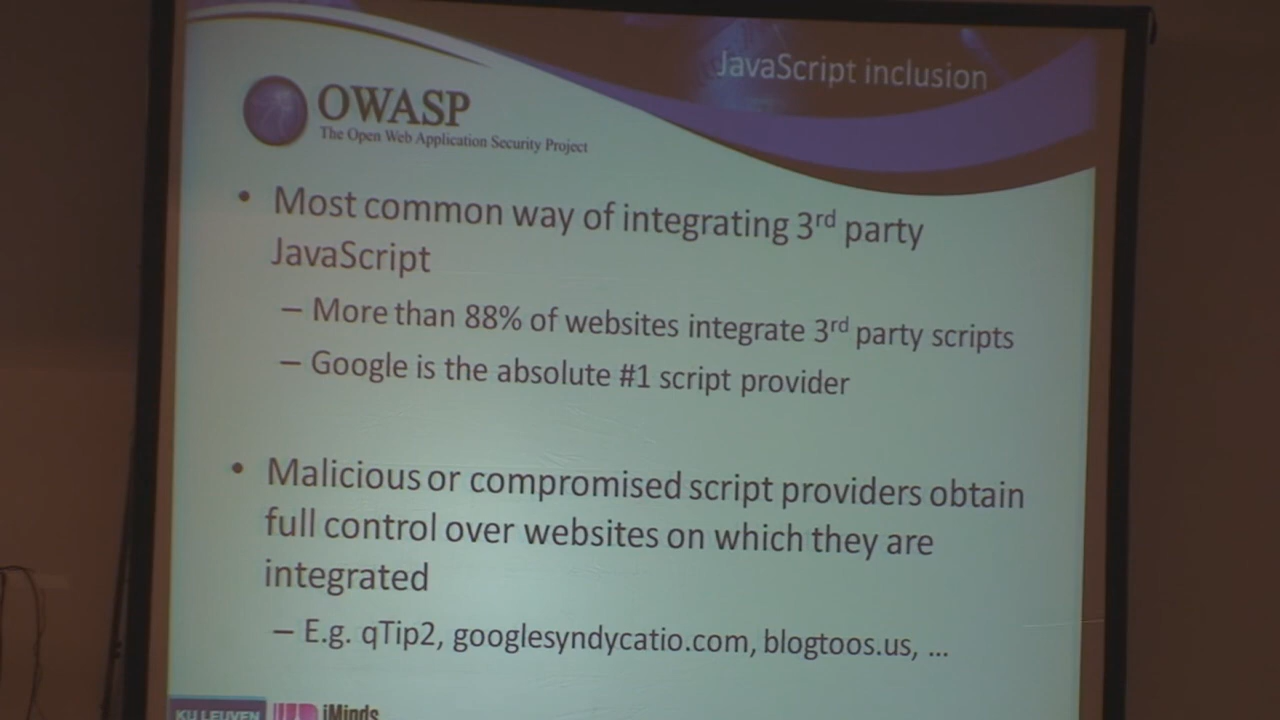 JavaScript inclusion
OWASP
The Open Web Application Security Project
• Most common way of integrating 3rd party
JavaScript
– More than 88% of websites integrate 3rd party scripts
– Google is the absolute #1 script provider
• Malicious or compromised script providers obtain
full control over websites on which they are
integrated
– E.g. qTip2, googlesyndycatio.com, blogtoos.us, ...
KU LEUVEN iMinds